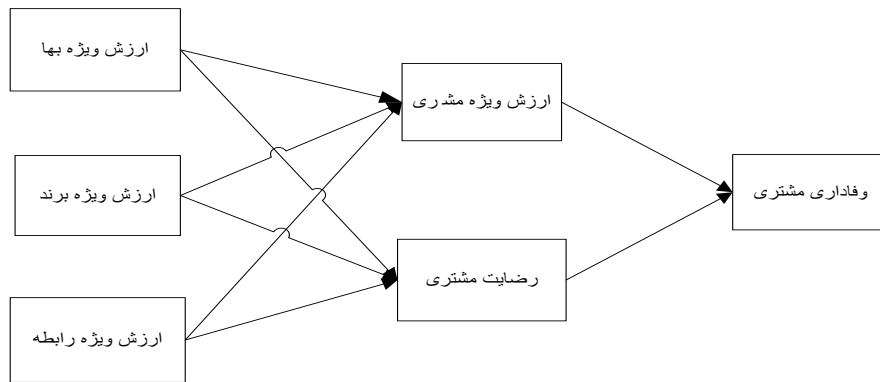 ارزش ویژه بها
ارزش ویژه مشتری
ارزش ویژه برند
وفاداری مشتری
رضایت مشتری
ارزش ویژه رابطه